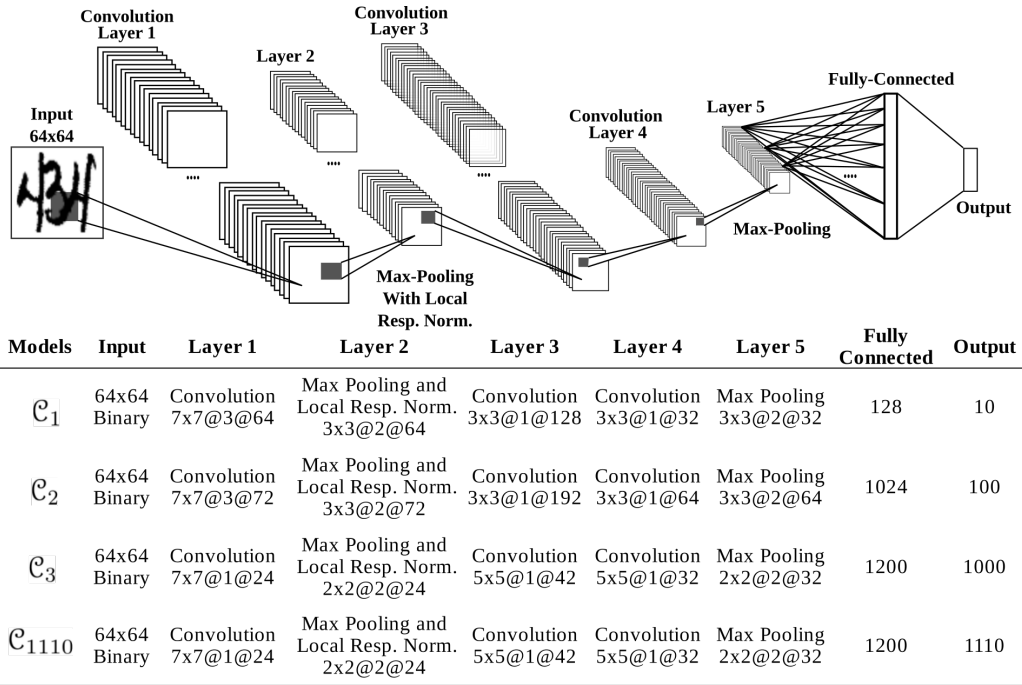 Convolution
Layer 1
Layer 2
Convolution
Layer 3
Convolution
Layer 4
Layer 5
Fully-Connected
Input
64x64
434
Output
Max-Pooling
Max-Pooling
With Local
Resp. Norm.
Models Input Layer 1 Layer 2 Layer 3 Layer 4 Layer 5 Fully Connected Output
C1 64x64 Binary Convolution 7x7@3@64 Max Pooling and Local Resp. Norm. 3x3@2@64 Convolution 3x3@1@128 Convolution 3x3@1@32 Max Pooling 3x3@2@32 128 10
C2 64x64 Binary Convolution 7x7@3@72 Max Pooling and Local Resp. Norm. 3x3@2@72 Convolution 3x3@1@192 Convolution 3x3@1@64 Max Pooling 3x3@2@64 1024 100
C3 64x64 Binary Convolution 7x7@1@24 Max Pooling and Local Resp. Norm. 2x2@2@24 Convolution 5x5@1@42 Convolution 5x5@1@32 Max Pooling 2x2@2@32 1200 1000
C1110 64x64 Binary Convolution 7x7@1@24 Max Pooling and Local Resp. Norm. 2x2@2@24 Convolution 5x5@1@42 Convolution 5x5@1@32 Max Pooling 2x2@2@32 1200 1110